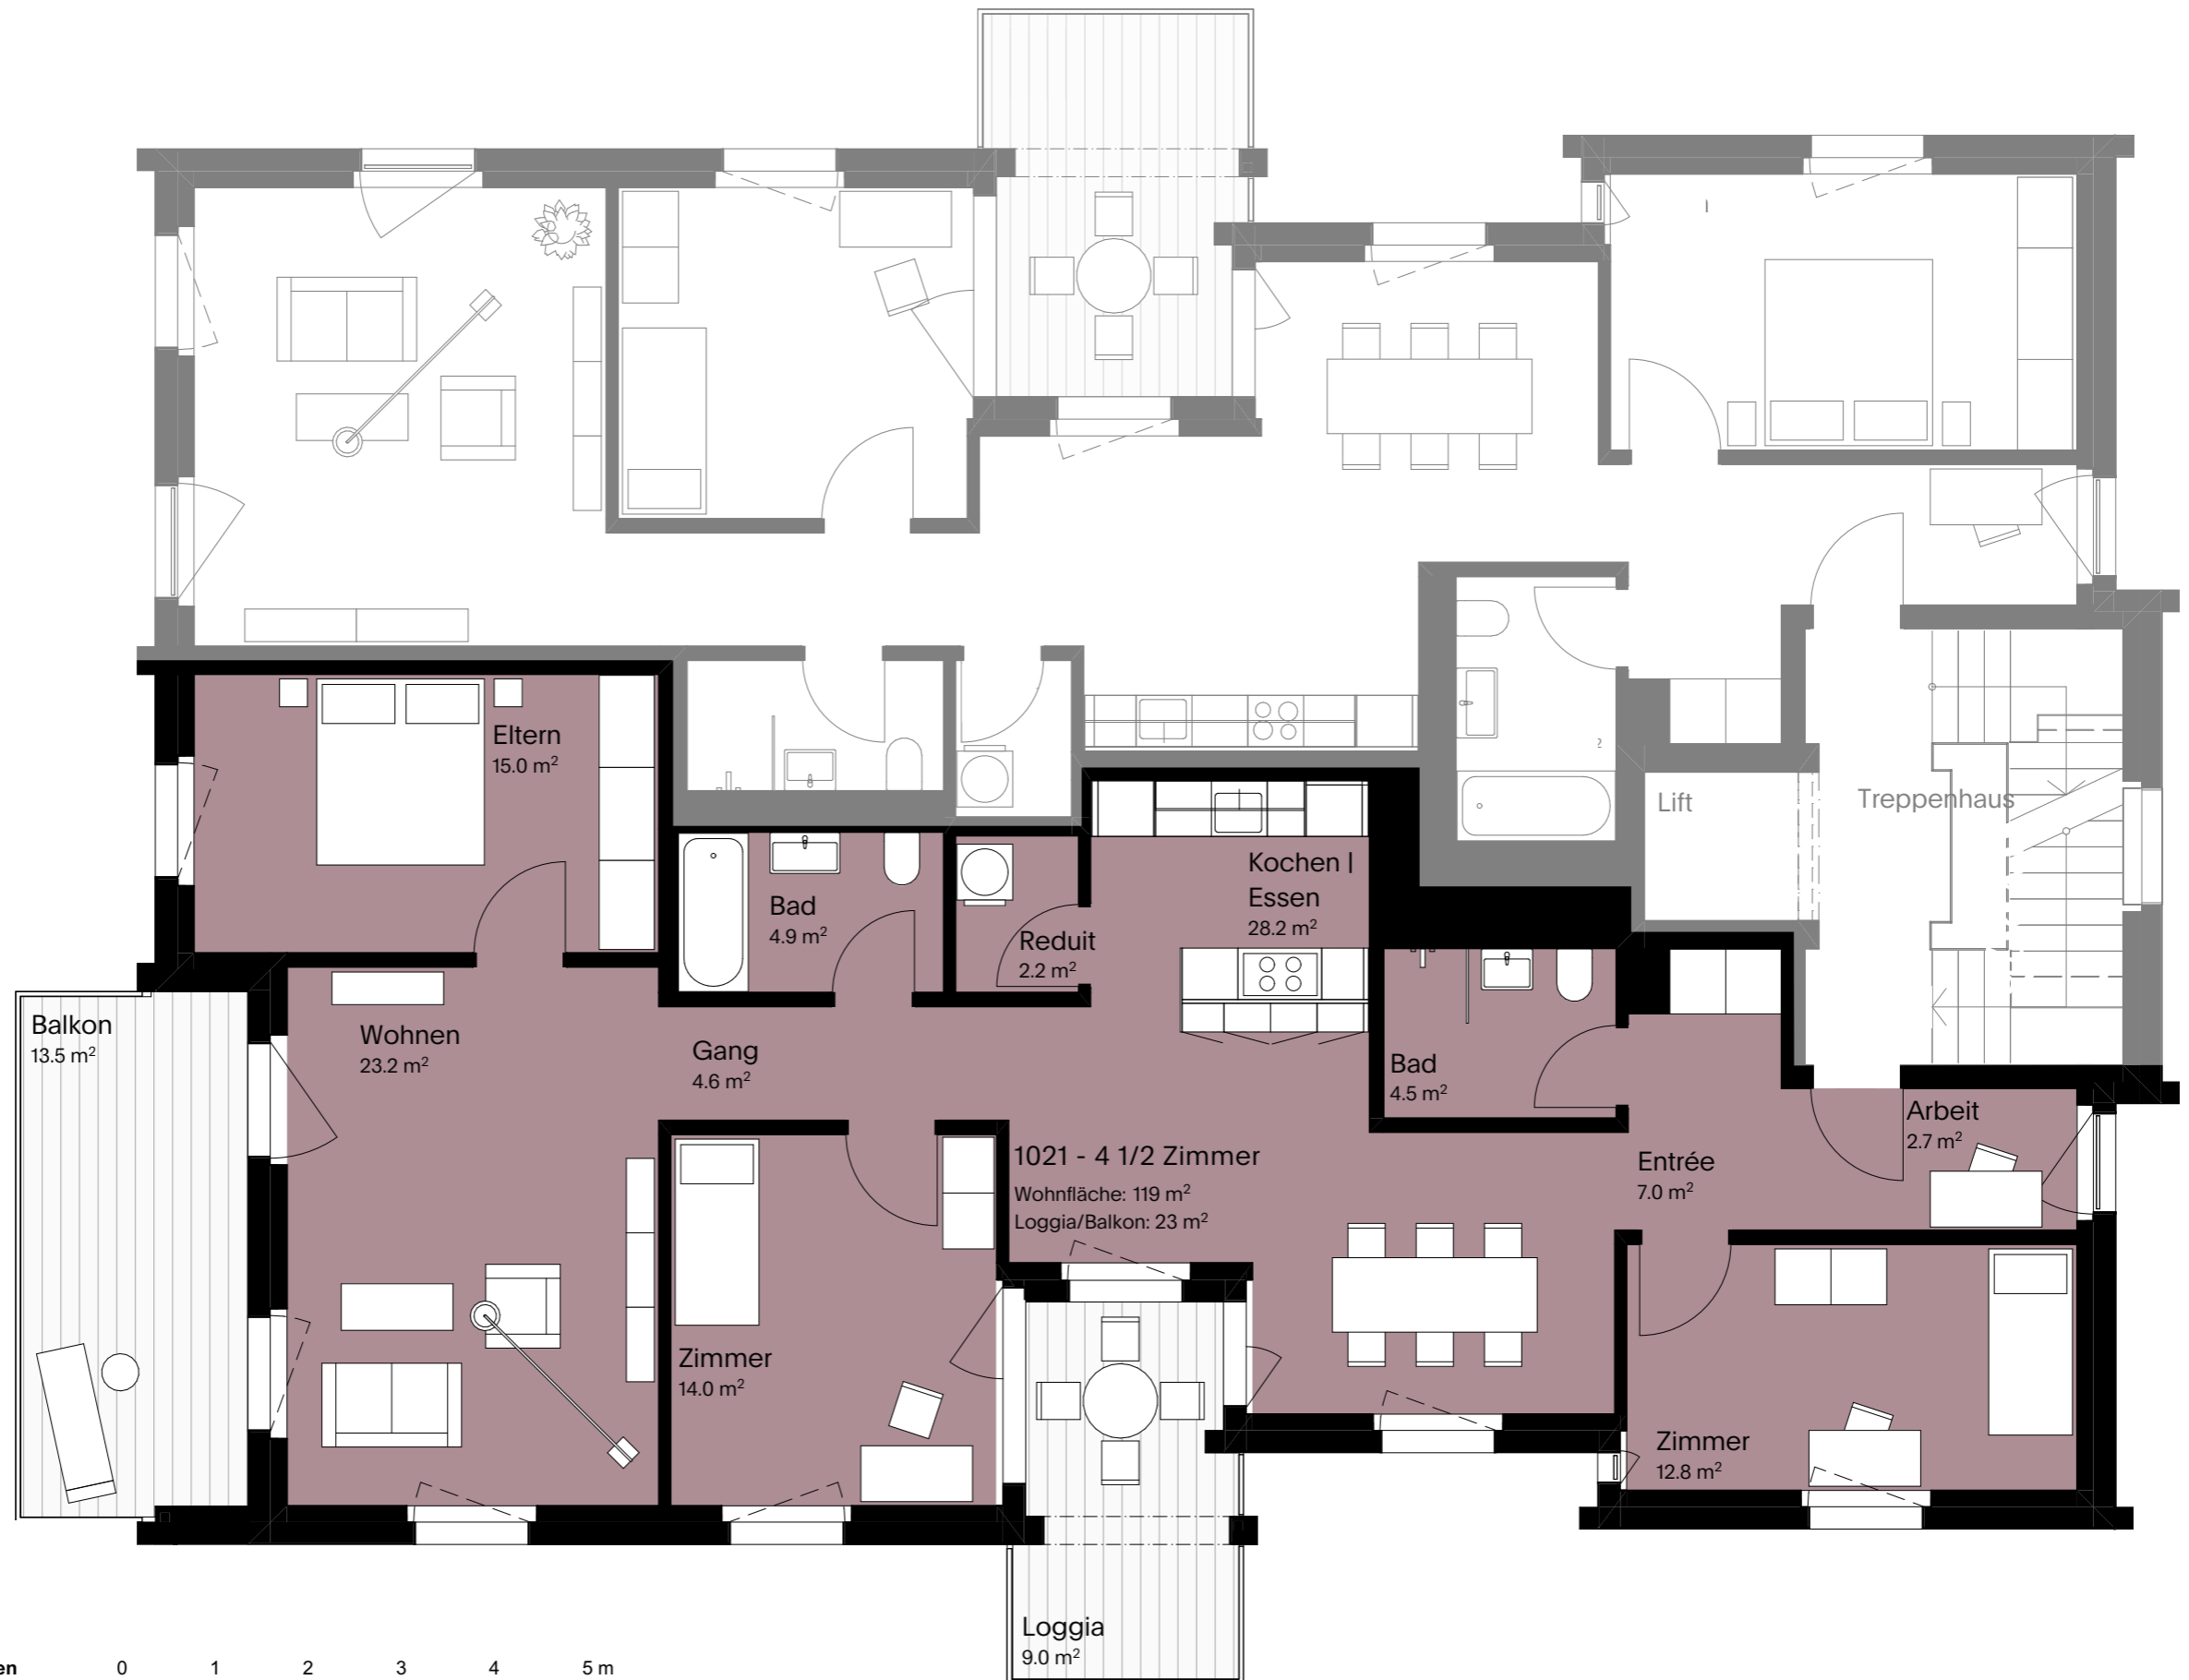 Eltern
15.0 m²
Lift
Treppenhaus
Kochen |
Essen
28.2 m²
Bad
4.9 m²
Reduit
2.2 m²
Balkon
13.5 m²
Wohnen
23.2 m²
Gang
4.6 m²
Bad
4.5 m²
Arbeit
2.7 m²
1021 - 4 1/2 Zimmer
Wohnfläche: 119 m²
Loggia/Balkon: 23 m²
Entrée
7.0 m²
Zimmer
14.0 m²
Zimmer
12.8 m²
Loggia
9.0 m²
0 1 2 3 4 5 m